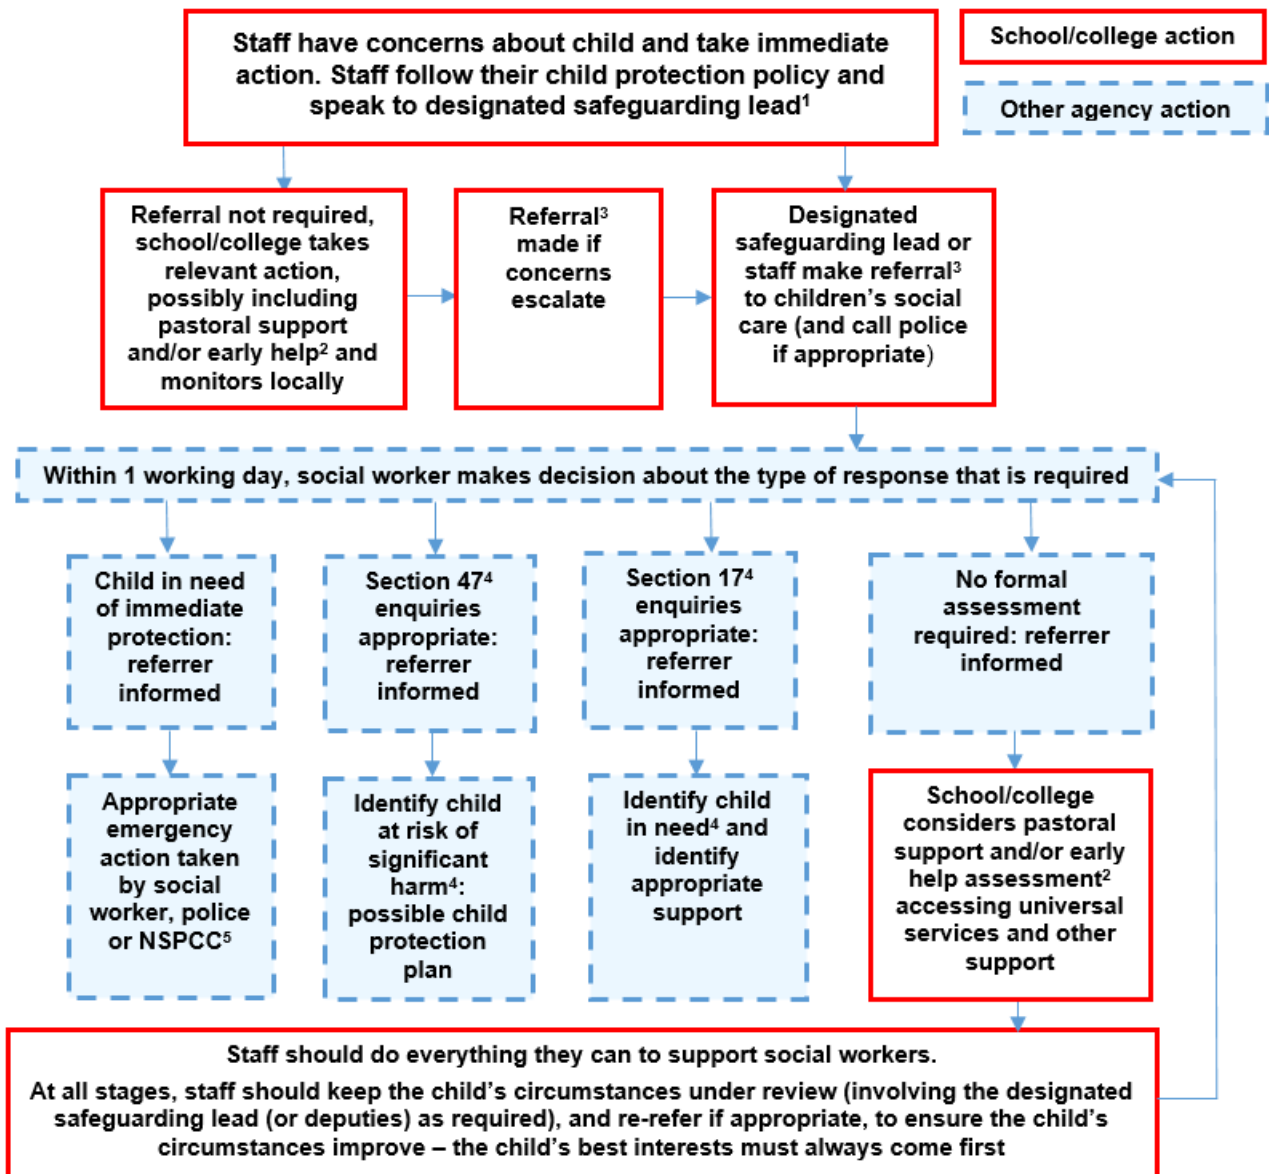 Staff have concerns about child and take immediate
action. Staff follow their child protection policy and
speak to designated safeguarding lead¹
School/college action
Other agency action
Referral not required,
school/college takes
relevant action,
possibly including
pastoral support
and/or early help² and
monitors locally
Referral³
made if
concerns
escalate
Designated
safeguarding lead or
staff make referral³
to children’s social
care (and call police
if appropriate)
Within 1 working day, social worker makes decision about the type of response that is required
Child in need
of immediate
protection:
referrer
informed
Section 47⁴
enquiries
appropriate:
referrer
informed
Section 17⁴
enquiries
appropriate:
referrer
informed
No formal
assessment
required: referrer
informed
Appropriate
emergency
action taken
by social
worker, police
or NSPCC⁵
Identify child
at risk of
significant
harm⁴:
possible child
protection
plan
Identify child
in need⁴ and
identify
appropriate
support
School/college
considers pastoral
support and/or early
help assessment²
accessing universal
services and other
support
Staff should do everything they can to support social workers.
At all stages, staff should keep the child’s circumstances under review (involving the designated
safeguarding lead (or deputies) as required), and re-refer if appropriate, to ensure the child’s
circumstances improve – the child’s best interests must always come first